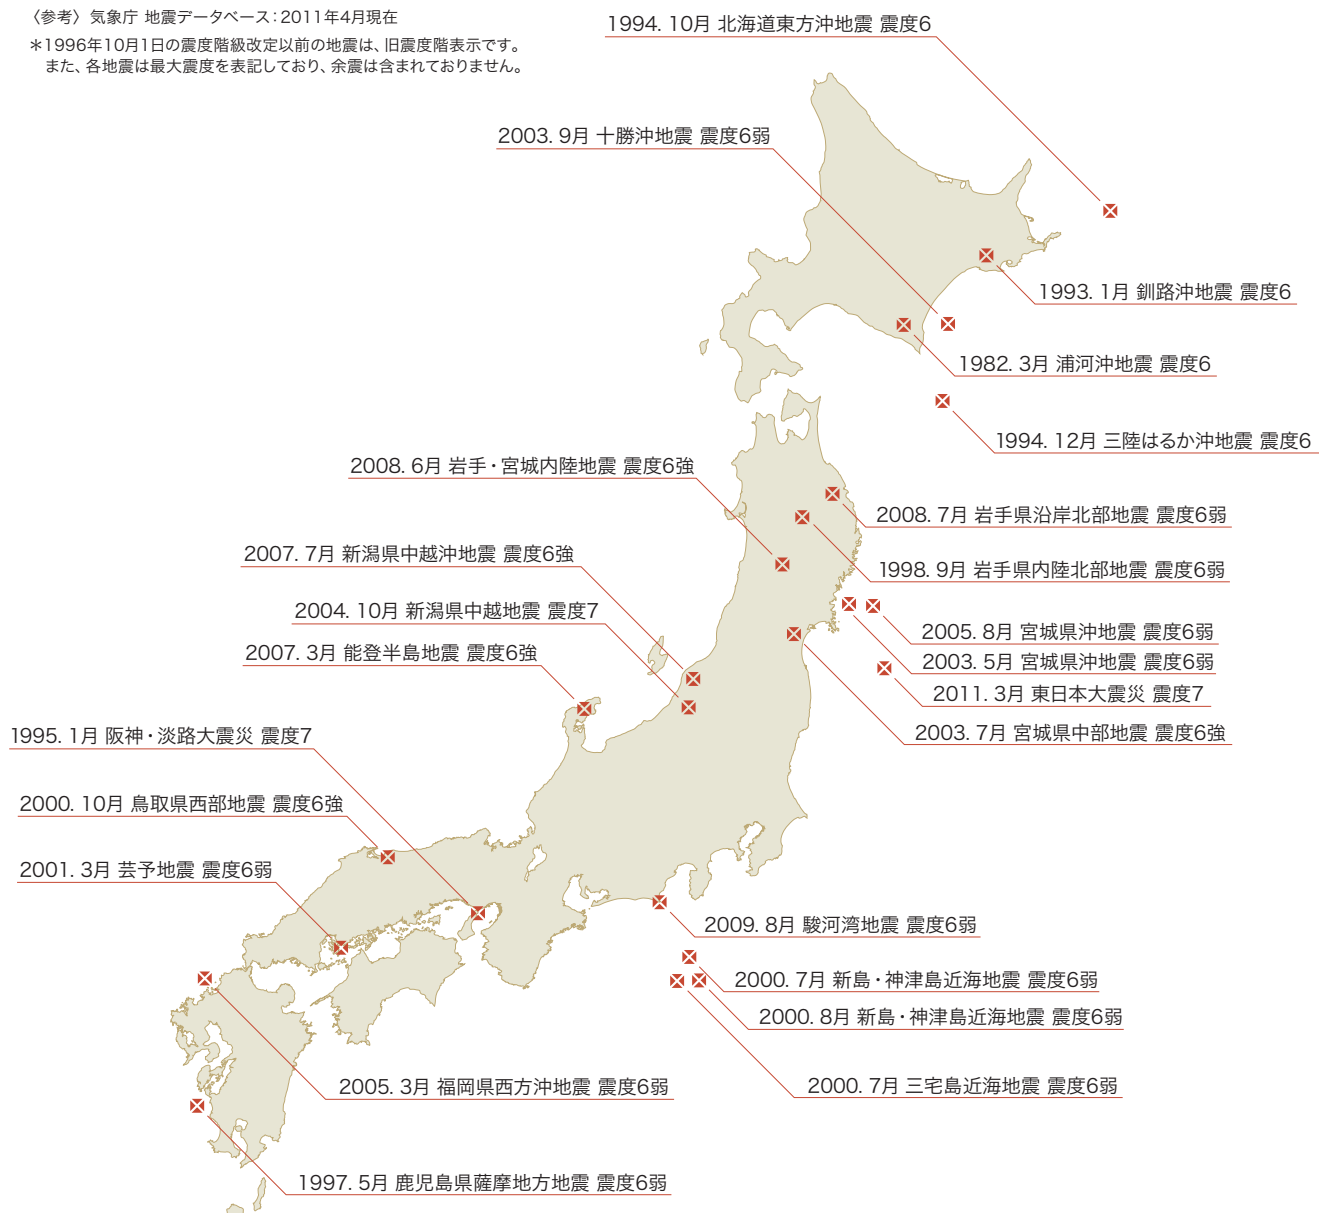 〈参考〉 気象庁 地震データベース：2011年4月現在
＊1996年10月1日の震度階級改定以前の地震は、旧震度階表示です。
また、各地震は最大震度を表記しており、余震は含まれておりません。
1994. 10月 北海道東方沖地震 震度6
2003. 9月 十勝沖地震 震度6弱
1993. 1月 釧路沖地震 震度6
1982. 3月 浦河沖地震 震度6
1994. 12月 三陸はるか沖地震 震度6
2008. 6月 岩手・宮城内陸地震 震度6強
2008. 7月 岩手県沿岸北部地震 震度6弱
2007. 7月 新潟県中越沖地震 震度6強
1998. 9月 岩手県内陸北部地震 震度6弱
2004. 10月 新潟県中越地震 震度7
2005. 8月 宮城県沖地震 震度6弱
2007. 3月 能登半島地震 震度6強
2003. 5月 宮城県沖地震 震度6弱
2011. 3月 東日本大震災 震度7
1995. 1月 阪神・淡路大震災 震度7
2003. 7月 宮城県中部地震 震度6強
2000. 10月 鳥取県西部地震 震度6強
2001. 3月 芸予地震 震度6弱
2009. 8月 駿河湾地震 震度6弱
2000. 7月 新島・神津島近海地震 震度6弱
2000. 8月 新島・神津島近海地震 震度6弱
2005. 3月 福岡県西方沖地震 震度6弱
2000. 7月 三宅島近海地震 震度6弱
1997. 5月 鹿児島県薩摩地方地震 震度6弱